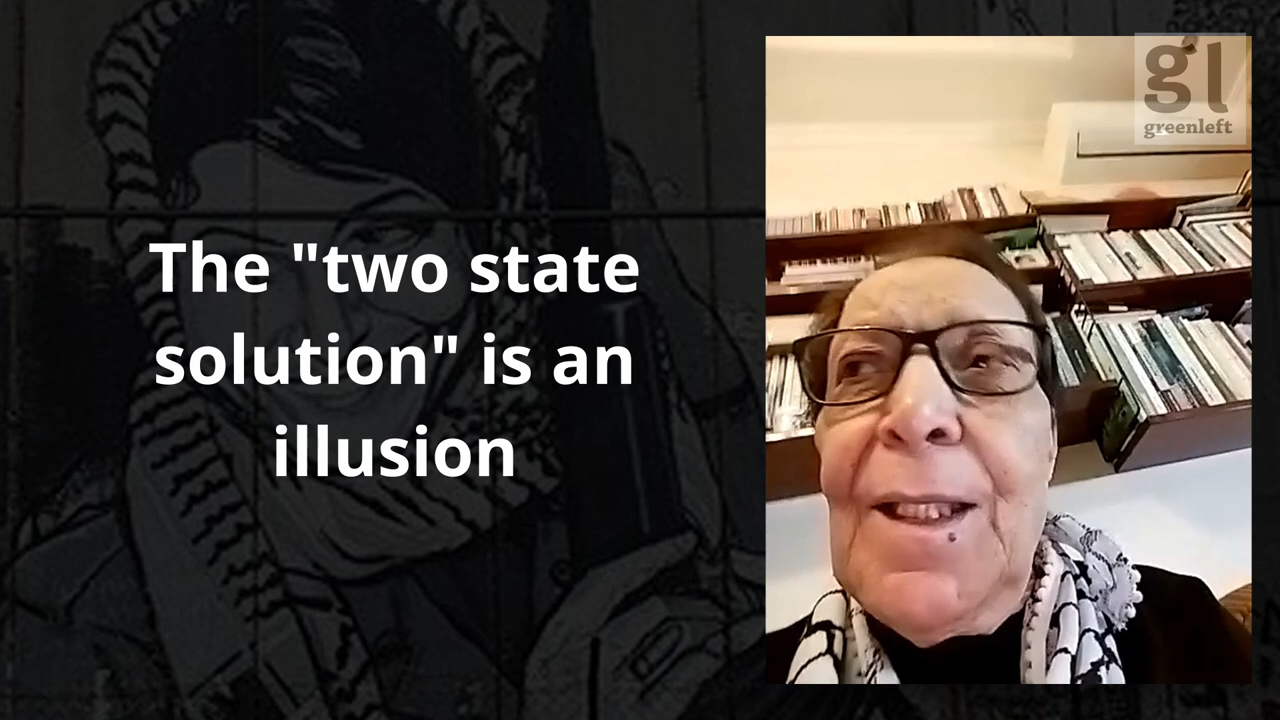 The "two state
solution" is an
illusion
gl
greenleft